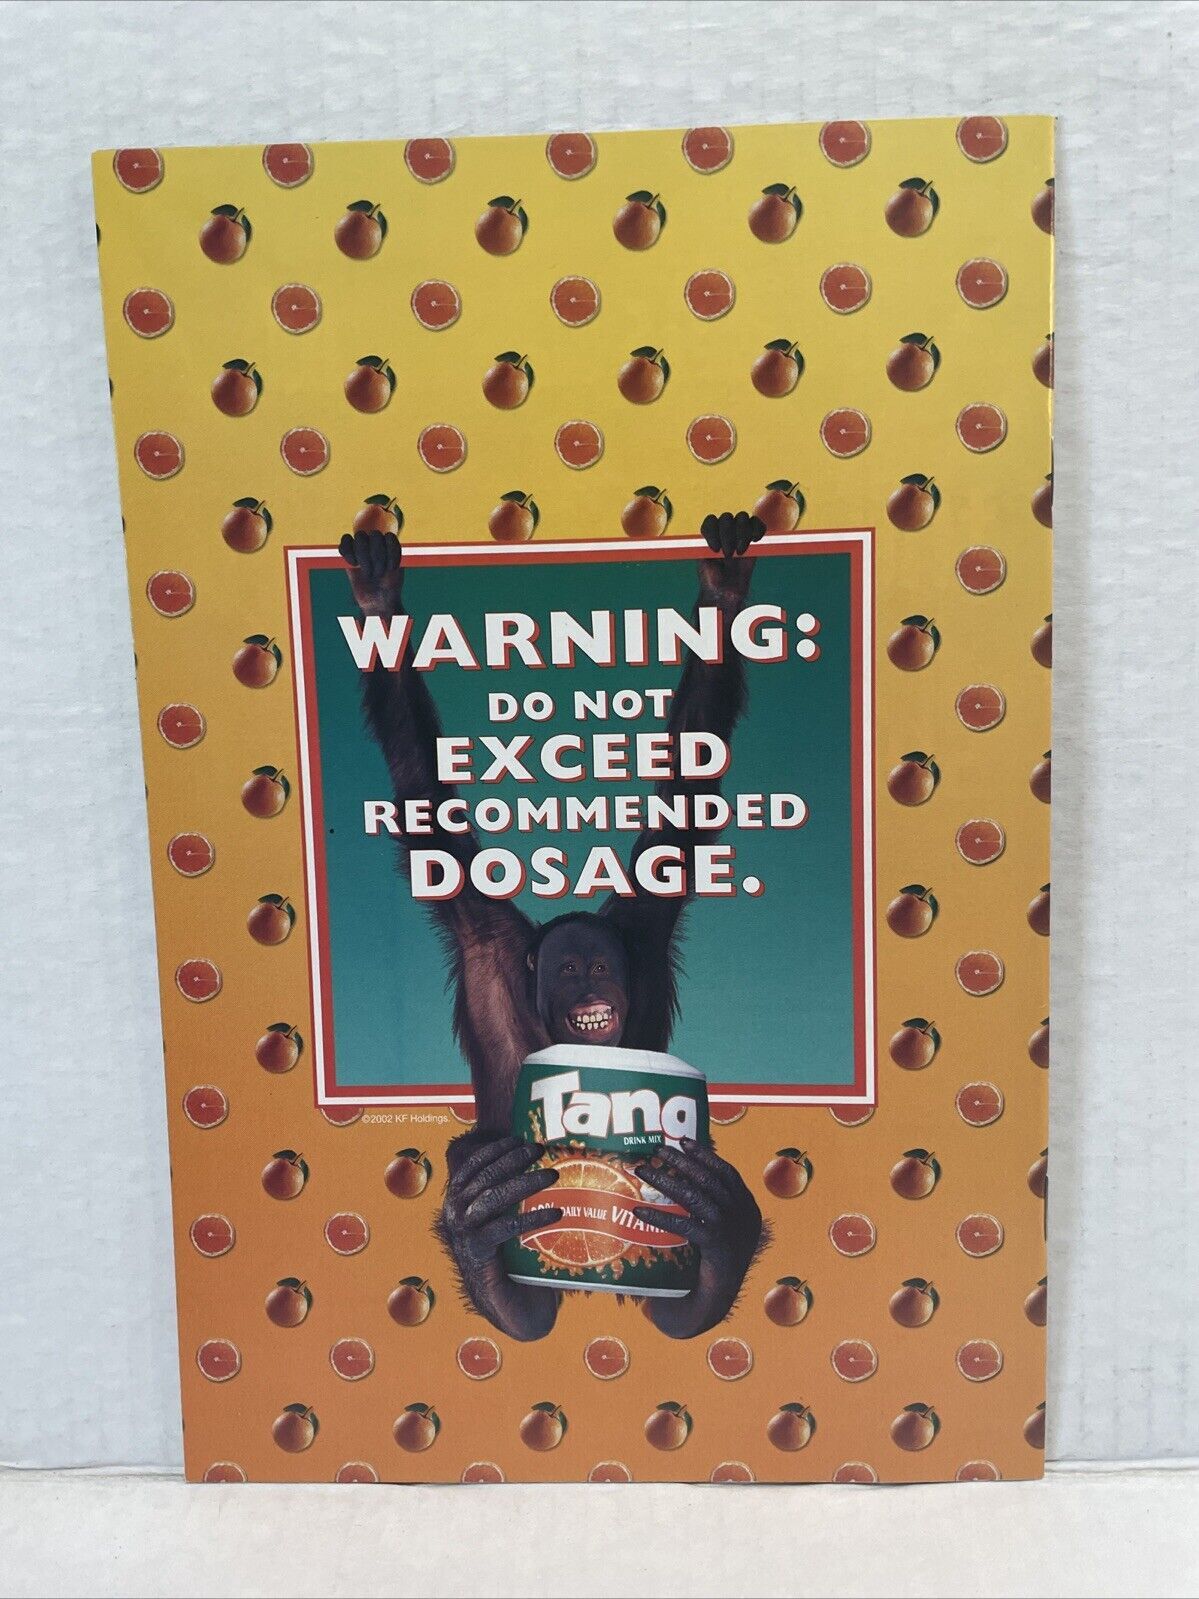 WARNING:
DO NOT
EXCEED
RECOMMENDED
DOSAGE.
Tang
DRINK MIX
DAILY VALUE
©2002 KF Holdings.